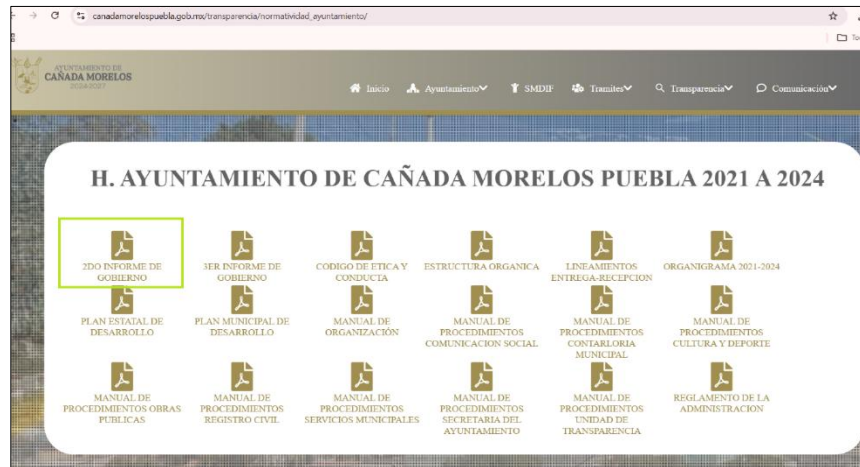 canadamorelospuebla.gob.mx/transparencia/normatividad_ayuntamiento/
AYUNTAMIENTO DE
CAÑADA MORELOS
2024-2027
Inicio Ayuntamiento SMDIF Tramites Transparencia Comunicación
H. AYUNTAMIENTO DE CAÑADA MORELOS PUEBLA 2021 A 2024
2DO INFORME DE
GOBIERNO
3ER INFORME DE
GOBIERNO
CODIGO DE ETICA Y
CONDUCTA
ESTRUCTURA ORGANICA
LINEAMIENTOS
ENTREGA-RECEPCION
ORGANIGRAMA 2021-2024
PLAN ESTATAL DE
DESARROLLO
PLAN MUNICIPAL DE
DESARROLLO
MANUAL DE
ORGANIZACIÓN
MANUAL DE
PROCEDIMIENTOS
COMUNICACION SOCIAL
MANUAL DE
PROCEDIMIENTOS
CONTARLORIA
MUNICIPAL
MANUAL DE
PROCEDIMIENTOS
CULTURA Y DEPORTE
MANUAL DE
PROCEDIMIENTOS OBRAS
PUBLICAS
MANUAL DE
PROCEDIMIENTOS
REGISTRO CIVIL
MANUAL DE
PROCEDIMIENTOS
SERVICIOS MUNICIPALES
MANUAL DE
PROCEDIMIENTOS
SECRETARIA DEL
AYUNTAMIENTO
MANUAL DE
PROCEDIMIENTOS
UNIDAD DE
TRANSPARENCIA
REGLAMENTO DE LA
ADMINISTRACION